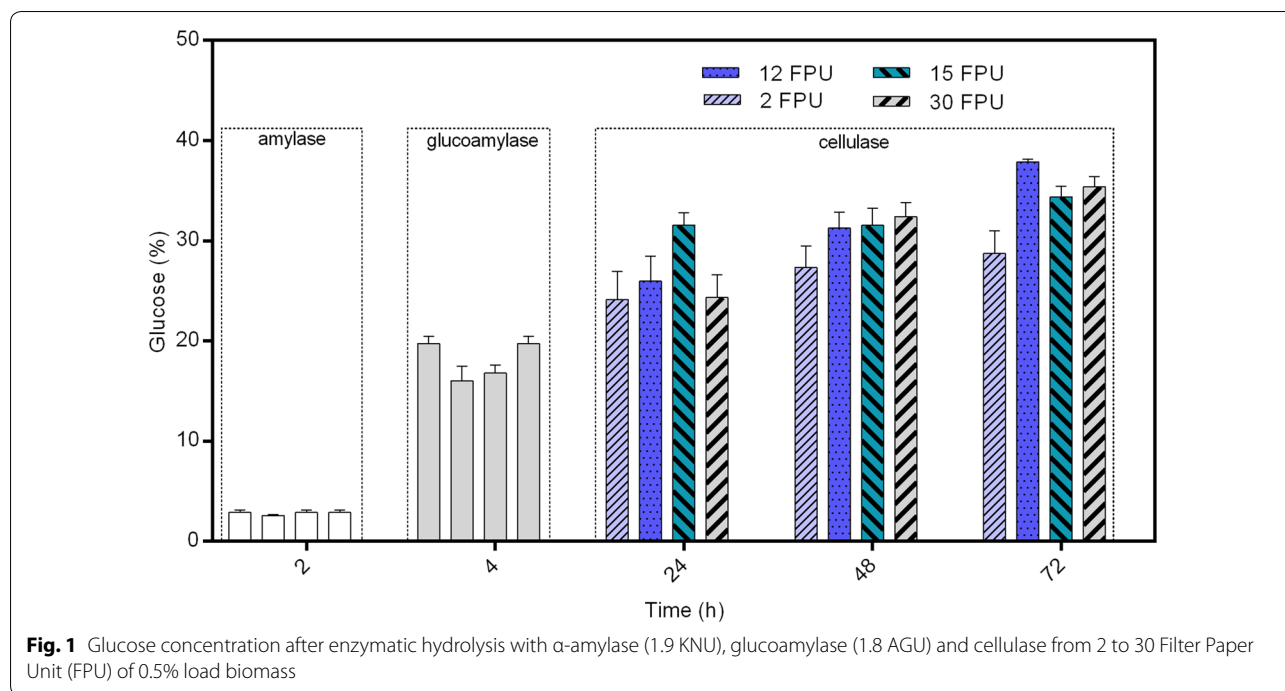 50
40
30
20
10
0
Glucose (%)
12 FPU
15 FPU
2 FPU
30 FPU
amylase
glucoamylase
cellulase
2
4
24
48
72
Time (h)
Fig. 1 Glucose concentration after enzymatic hydrolysis with α-amylase (1.9 KNU), glucoamylase (1.8 AGU) and cellulase from 2 to 30 Filter Paper
Unit (FPU) of 0.5% load biomass